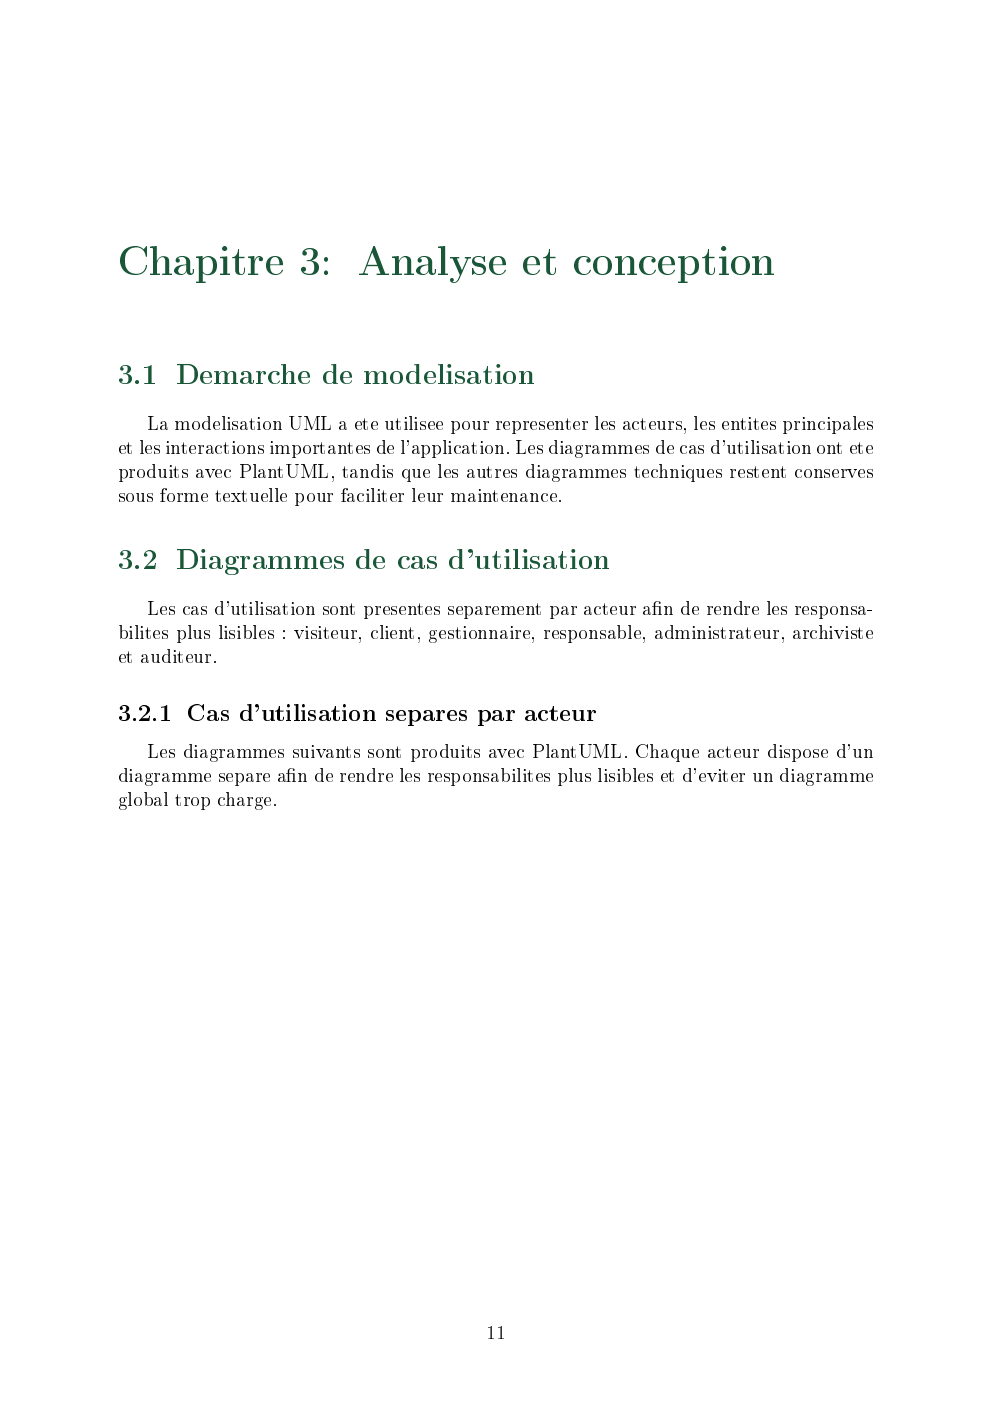 Chapitre 3: Analyse et conception
3.1 Demarche de modelisation
La modelisation UML a ete utilisee pour representer les acteurs, les entites principales
et les interactions importantes de l'application. Les diagrammes de cas d'utilisation ont ete
produits avec PlantUML, tandis que les autres diagrammes techniques restent conserves
sous forme textuelle pour faciliter leur maintenance.
3.2 Diagrammes de cas d'utilisation
Les cas d'utilisation sont presentes separement par acteur afin de rendre les responsa-
bilites plus lisibles : visiteur, client, gestionnaire, responsable, administrateur, archiviste
et auditeur.
3.2.1 Cas d'utilisation separes par acteur
Les diagrammes suivants sont produits avec PlantUML. Chaque acteur dispose d'un
diagramme separe afin de rendre les responsabilites plus lisibles et d'eviter un diagramme
global trop charge.
11